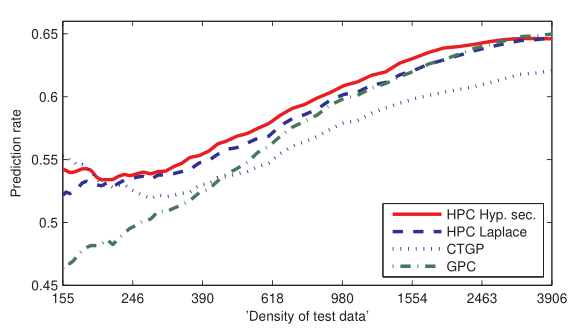 0.65
0.6
0.55
0.5
0.45
Prediction rate
HPC Hyp. sec.
HPC Laplace
CTGP
GPC
155 246 390 618 980 1554 2463 3906
'Density of test data'